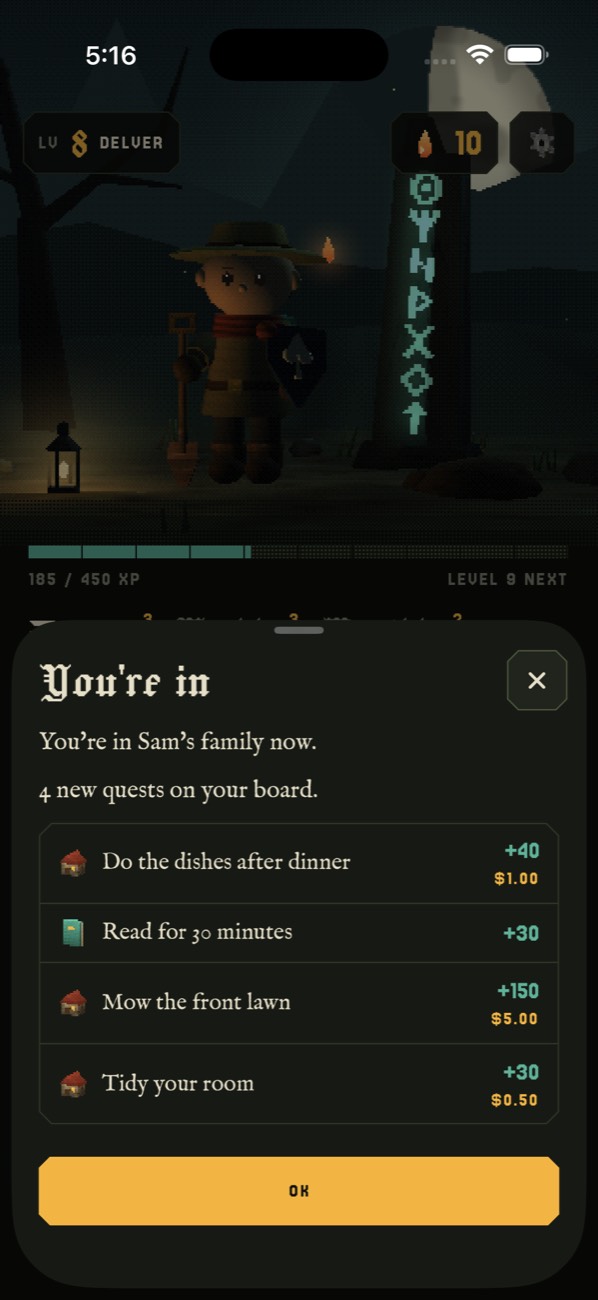 5:16
LV 8 DELVER
10
185 / 450 XP
LEVEL 9 NEXT
You're in
You're in Sam's family now.
4 new quests on your board.
Do the dishes after dinner
+40
$1.00
Read for 30 minutes
+30
Mow the front lawn
+150
$5.00
Tidy your room
+30
$0.50
OK